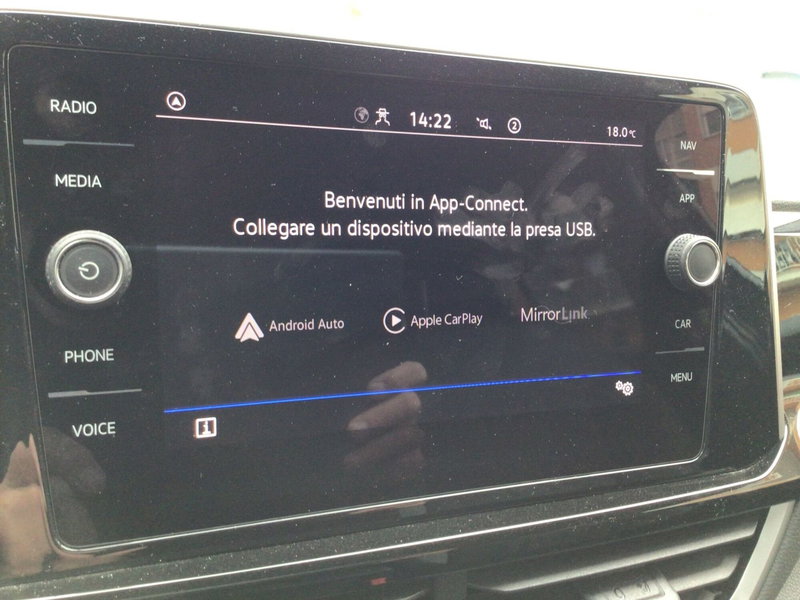 RADIO
MEDIA
PHONE
VOICE
14:22
2
18.0°C
Benvenuti in App-Connect.
Collegare un dispositivo mediante la presa USB.
Android Auto
Apple CarPlay
MirrorLink
i
NAV
APP
CAR
MENU